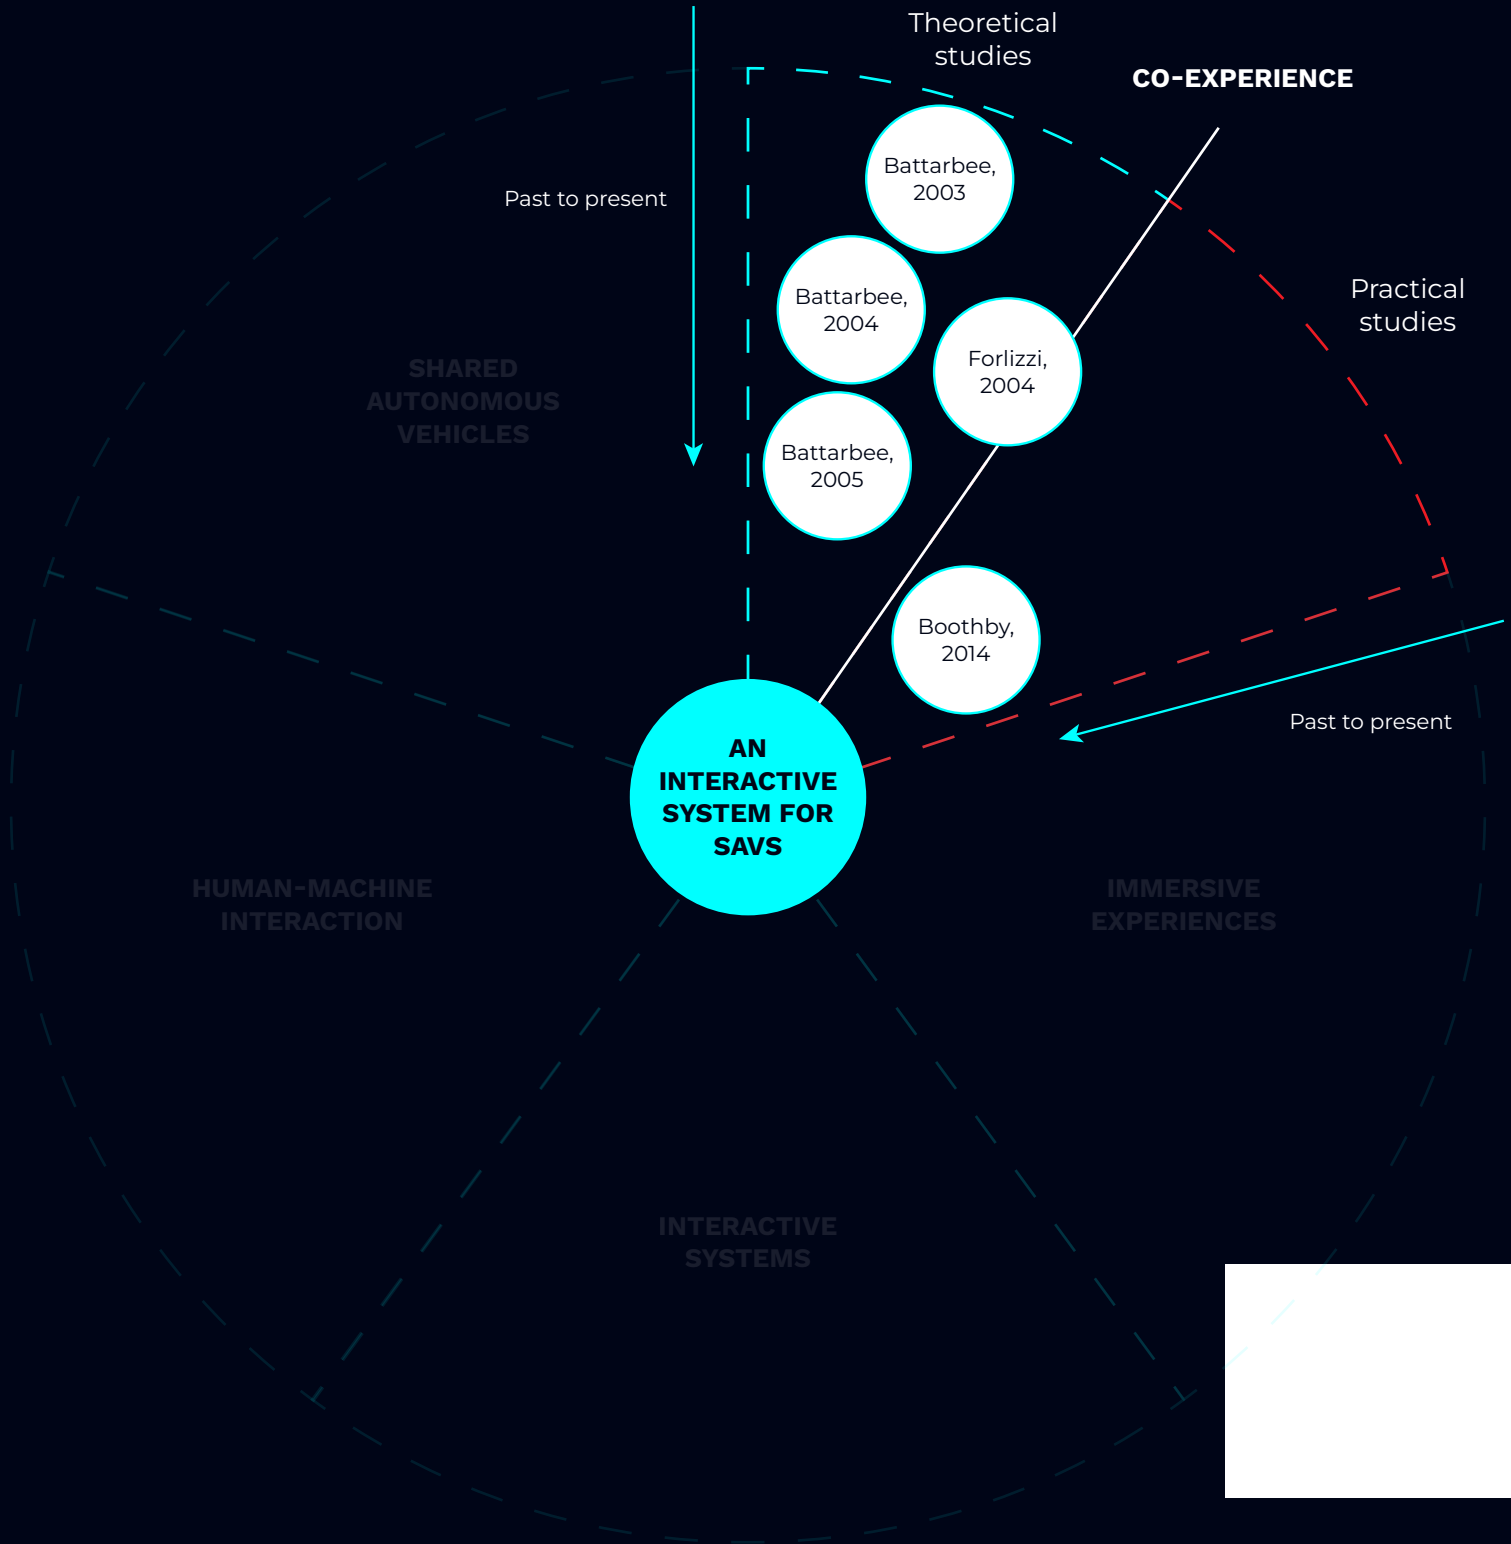 Theoretical
studies
CO-EXPERIENCE
Battarbee,
2003
Past to present
Battarbee,
2004
Practical
studies
Forlizzi,
2004
SHARED
AUTONOMOUS
VEHICLES
Battarbee,
2005
Boothby,
2014
Past to present
AN
INTERACTIVE
SYSTEM FOR
SAVS
HUMAN-MACHINE
INTERACTION
IMMERSIVE
EXPERIENCES
INTERACTIVE
SYSTEMS